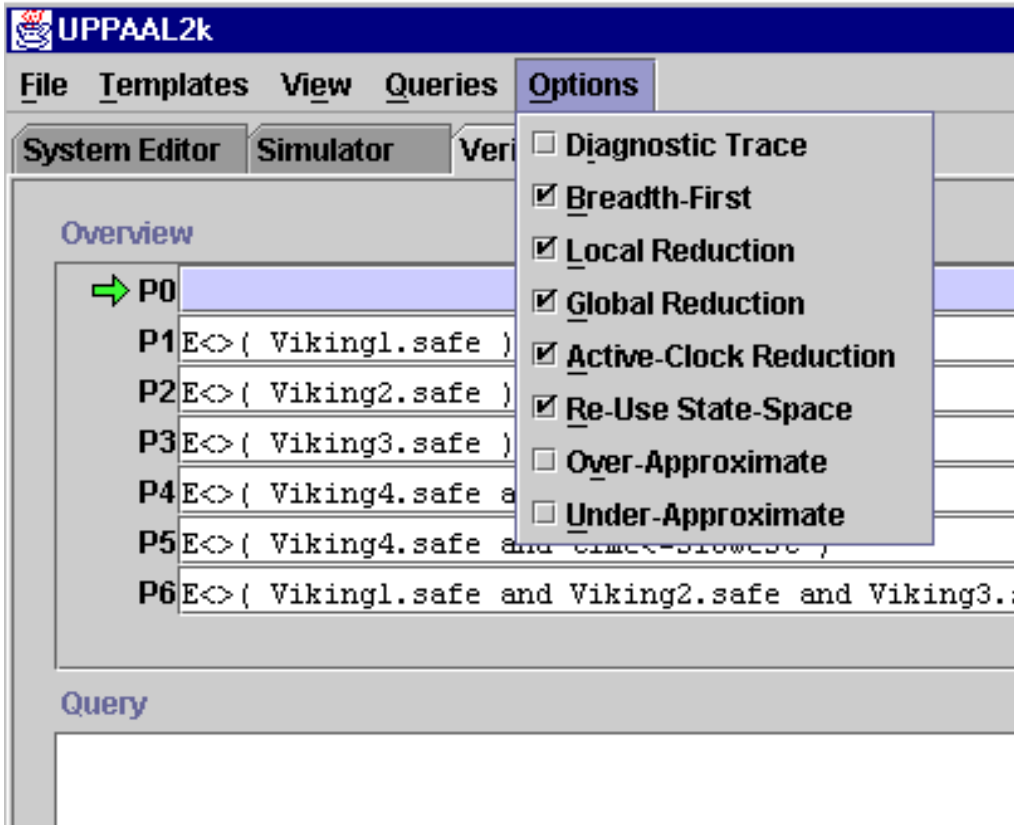 UPPAAL2k
File Templates View Queries Options
System Editor Simulator Veri
Diagnostic Trace
Breadth-First
Local Reduction
Global Reduction
Active-Clock Reduction
Re-Use State-Space
Over-Approximate
Under-Approximate
Overview
P0
P1 E<>( Viking1.safe )
P2 E<>( Viking2.safe )
P3 E<>( Viking3.safe )
P4 E<>( Viking4.safe a
P5 E<>( Viking4.safe and time<=slowest )
P6 E<>( Viking1.safe and Viking2.safe and Viking3.
Query